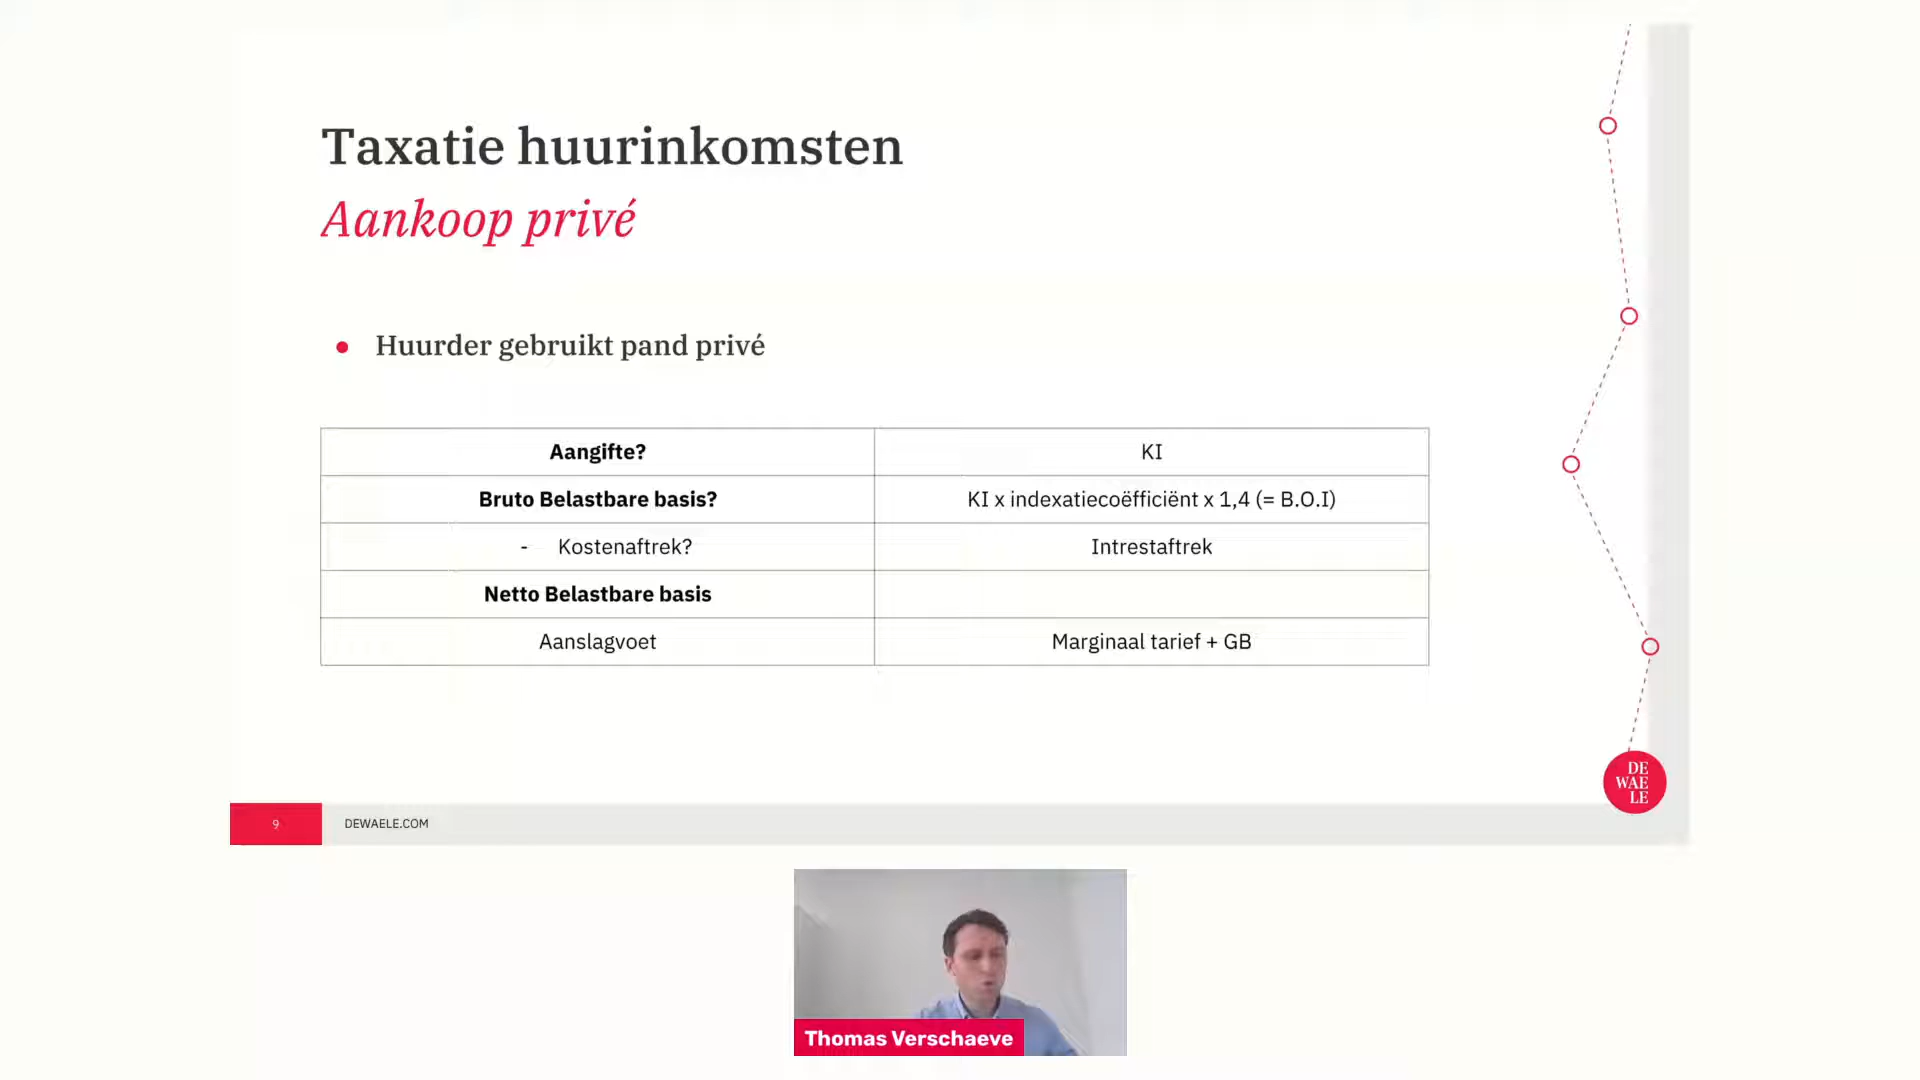 Taxatie huurinkomsten
Aankoop privé
● Huurder gebruikt pand privé
Aangifte? KI
Bruto Belastbare basis? KI x indexatiecoëfficiënt x 1,4 (= B.O.I)
- Kostenaftrek? Intrestaftrek
Netto Belastbare basis
Aanslagvoet Marginaal tarief + GB
DE
WAE
LE
9 DEWAELE.COM
Thomas Verschaeve